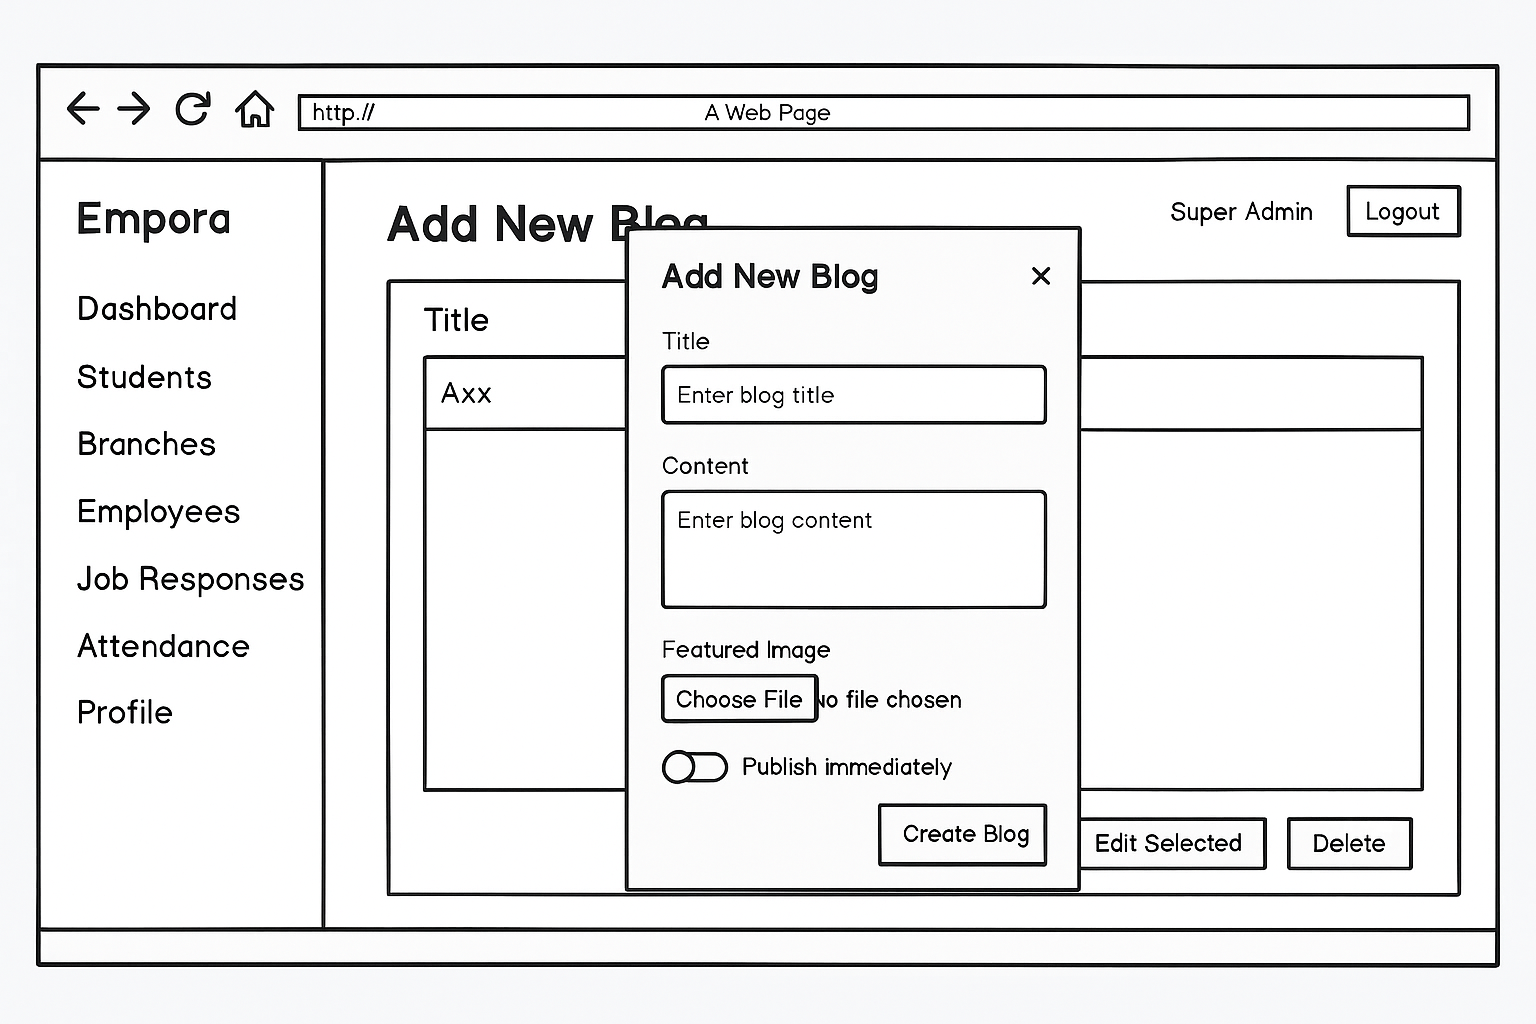 http.// A Web Page
Empora
Dashboard
Students
Branches
Employees
Job Responses
Attendance
Profile
Add New Blog
Super Admin
Logout
Title
Axx
Add New Blog
Title
Enter blog title
Content
Enter blog content
Featured Image
Choose File No file chosen
Publish immediately
Create Blog
Edit Selected
Delete